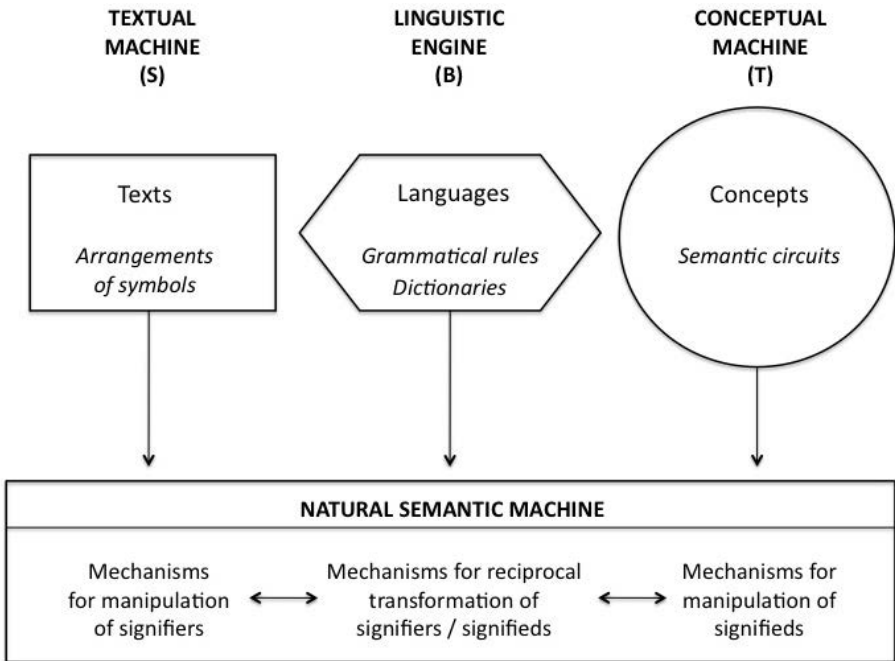 TEXTUAL
MACHINE
(S)
LINGUISTIC
ENGINE
(B)
CONCEPTUAL
MACHINE
(T)
Texts
Arrangements
of symbols
Languages
Grammatical rules
Dictionaries
Concepts
Semantic circuits
NATURAL SEMANTIC MACHINE
Mechanisms
for manipulation
of signifiers
Mechanisms for reciprocal
transformation of
signifiers / signifieds
Mechanisms for
manipulation of
signifieds